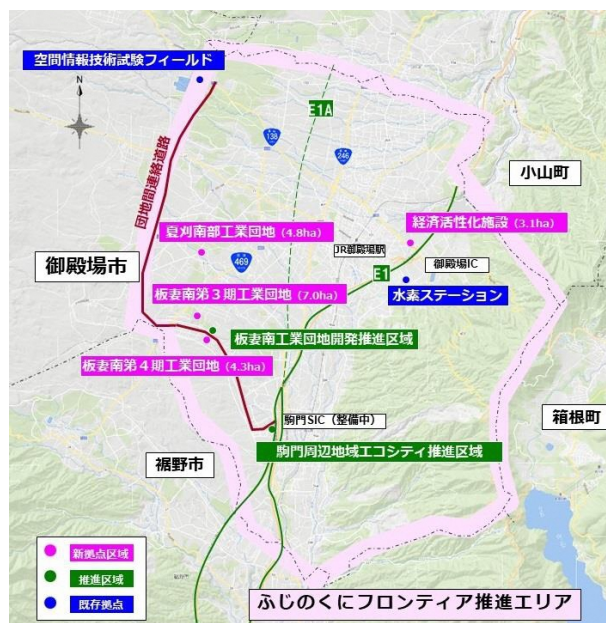 空間情報技術試験フィールド
N
E1A
138
246
小山町
団地間連絡道路
夏刈南部工業団地（4.8ha）
経済活性化施設（3.1ha）
JR御殿場駅
御殿場市
469
E1
御殿場IC
水素ステーション
板妻南第３期工業団地（7.0ha）
板妻南工業団地開発推進区域
板妻南第４期工業団地（4.3ha）
駒門SIC（整備中）
箱根町
裾野市
駒門周辺地域エコシティ推進区域
新拠点区域
推進区域
既存拠点
ふじのくにフロンティア推進エリア